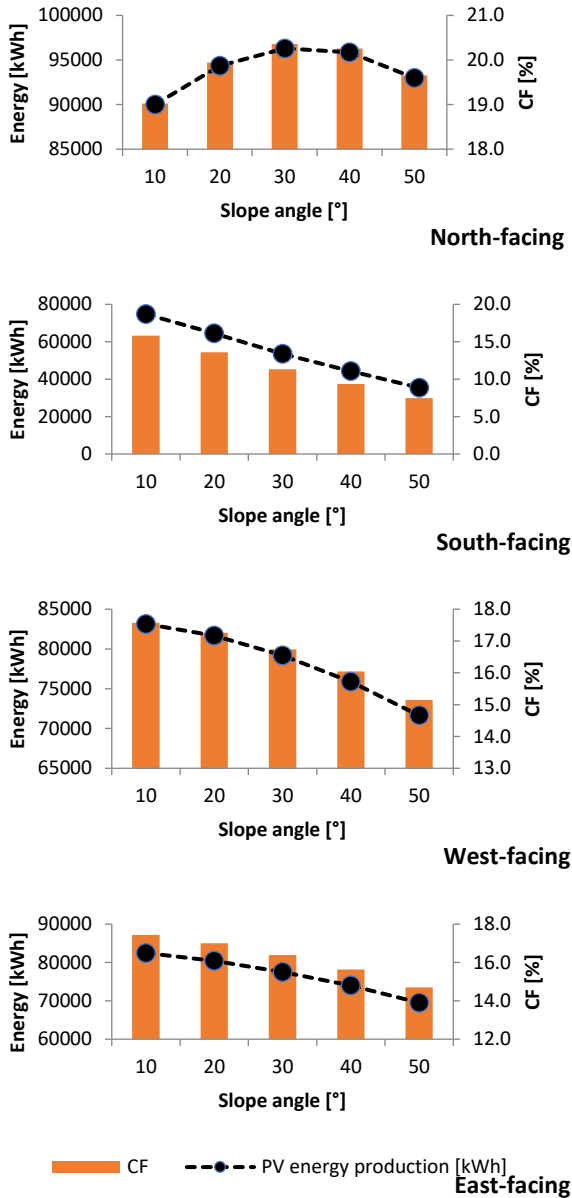 100000 21.0
95000 20.0
90000 19.0
85000 18.0
Energy [kWh]
CF [%]
10 20 30 40 50
Slope angle [°]
North-facing
80000 20.0
60000 15.0
40000 10.0
20000 5.0
0 0.0
Energy [kWh]
CF [%]
10 20 30 40 50
Slope angle [°]
South-facing
85000 18.0
17.0
80000
16.0
75000
15.0
70000
14.0
65000 13.0
Energy [kWh]
CF [%]
10 20 30 40 50
Slope angle [°]
West-facing
90000 18.0
80000 16.0
70000 14.0
60000 12.0
Energy [kWh]
CF [%]
10 20 30 40 50
Slope angle [°]
CF PV energy production [kWh]
East-facing